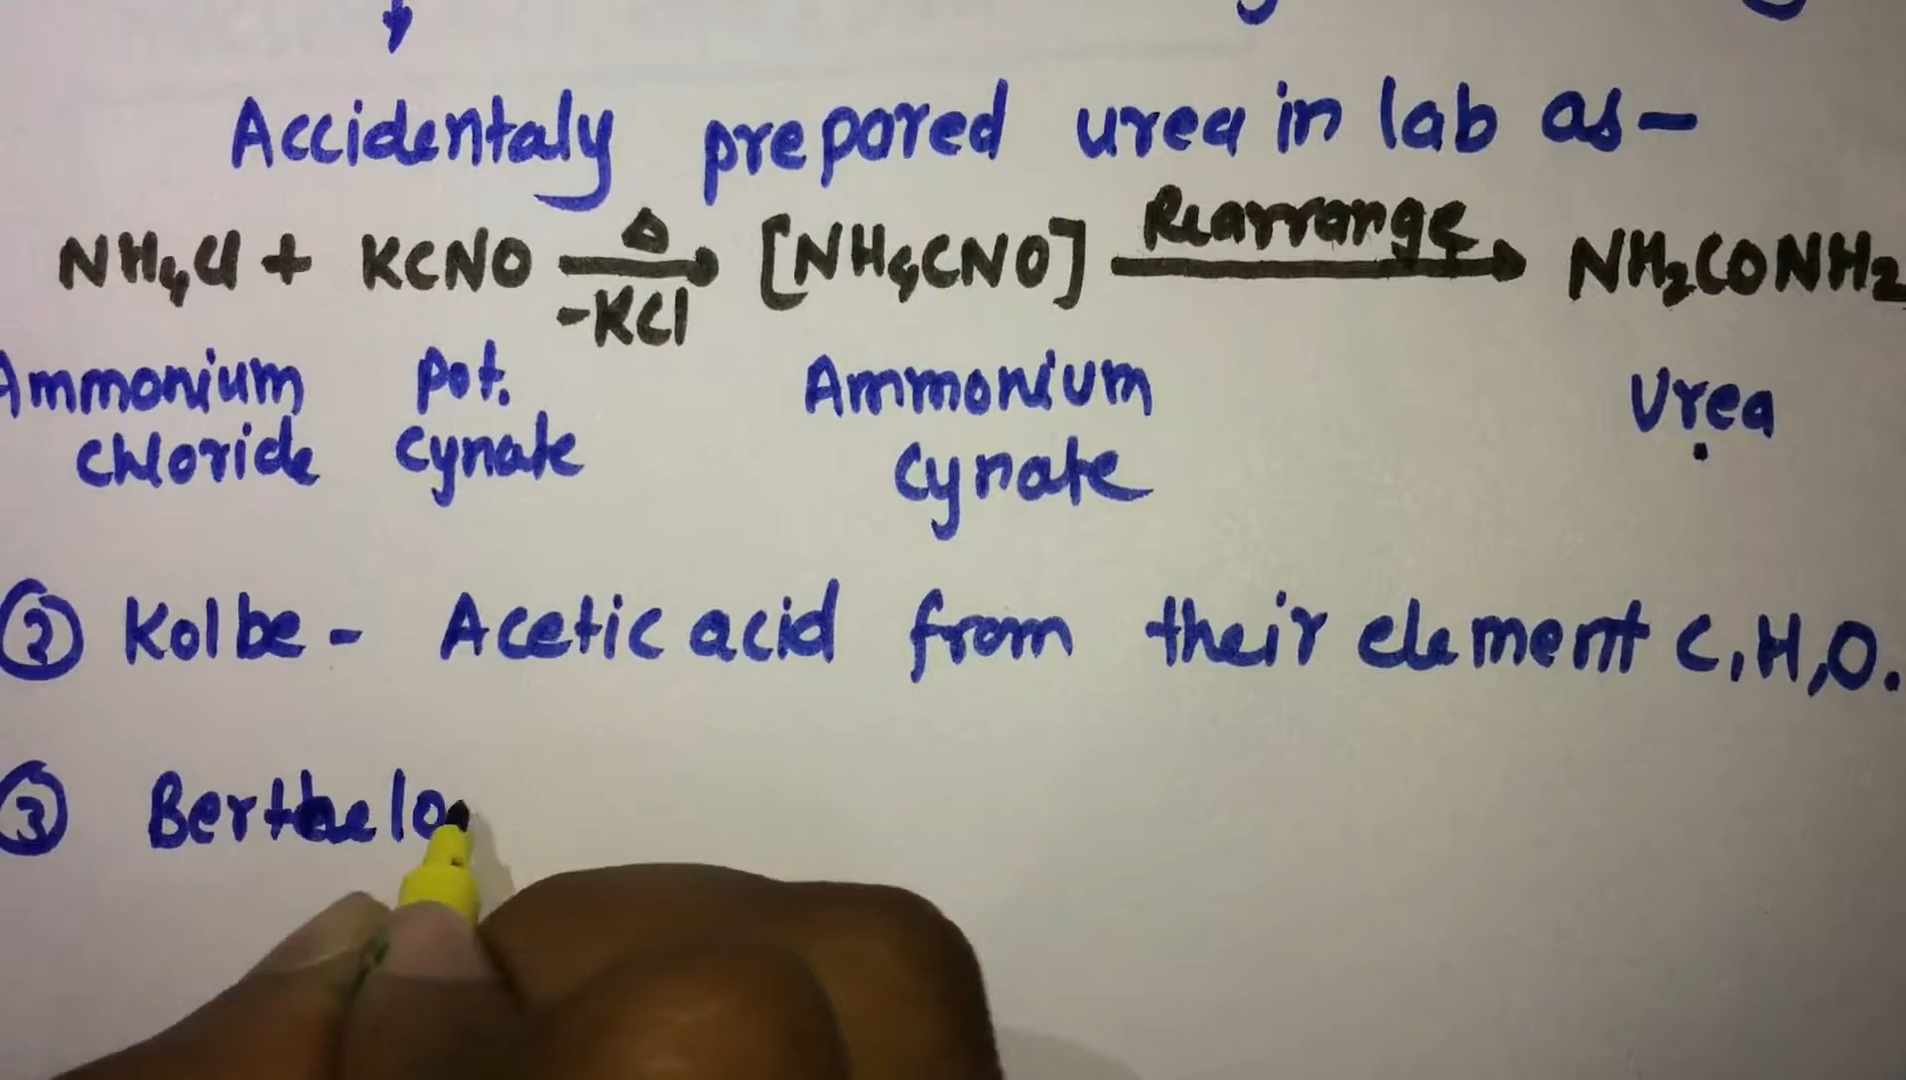 Accidentaly prepared urea in lab as-
Δ Rearrange
NH4Cl + KCNO → [NH4CNO] → NH2CONH2
-KCl
Ammonium Pot. Ammonium Urea
chloride cynate cynate
② Kolbe - Acetic acid from their element C,H,O.
③ Berthelo